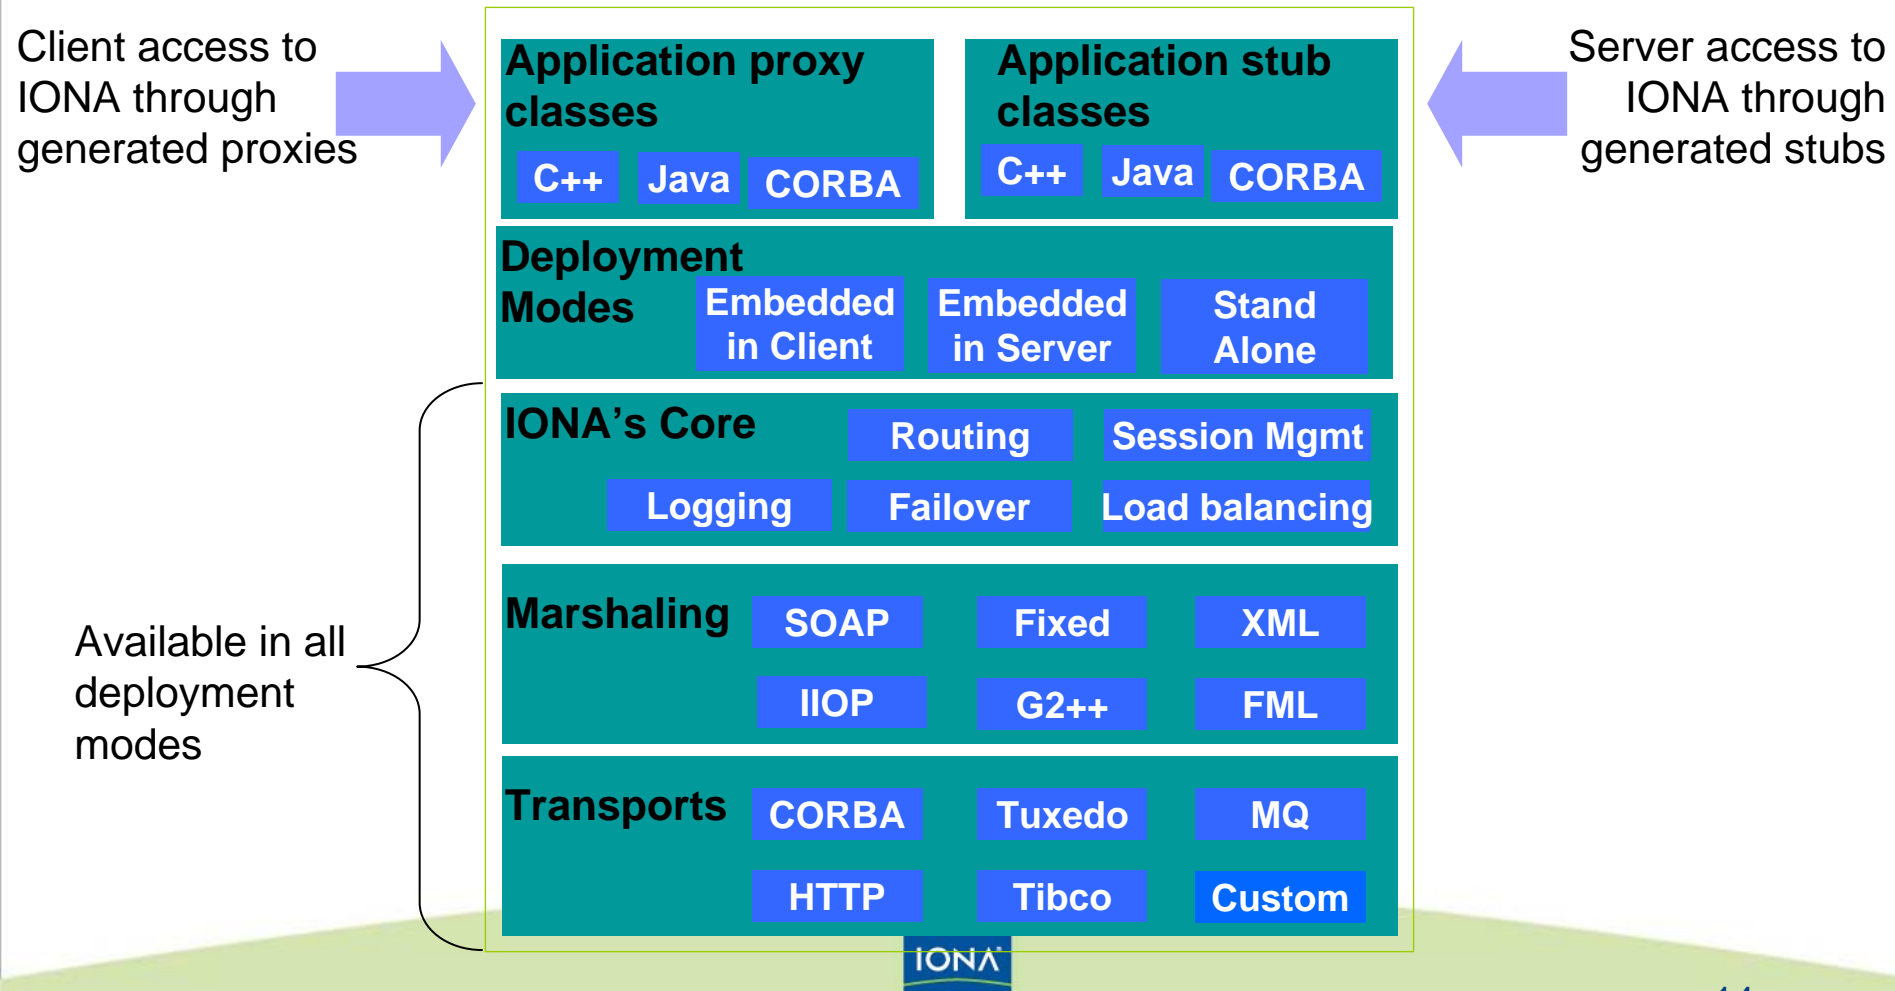 Client access to
IONA through
generated proxies
Application proxy
classes
C++ Java CORBA
Application stub
classes
C++ Java CORBA
Server access to
IONA through
generated stubs
Deployment
Modes
Embedded
in Client
Embedded
in Server
Stand
Alone
IONA's Core
Routing Session Mgmt
Logging Failover Load balancing
Available in all
deployment
modes
Marshaling
SOAP Fixed XML
IIOP G2++ FML
Transports
CORBA Tuxedo MQ
HTTP Tibco Custom
IONA